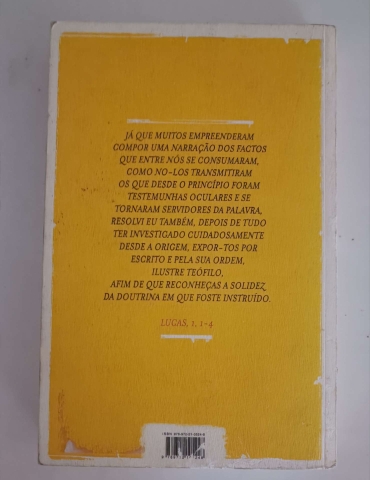 JÁ QUE MUITOS EMPREENDERAM
COMPOR UMA NARRAÇÃO DOS FACTOS
QUE ENTRE NÓS SE CONSUMARAM,
COMO NO-LOS TRANSMITIRAM
OS QUE DESDE O PRINCÍPIO FORAM
TESTEMUNHAS OCULARES E SE
TORNARAM SERVIDORES DA PALAVRA,
RESOLVI EU TAMBÉM, DEPOIS DE TUDO
TER INVESTIGADO CUIDADOSAMENTE
DESDE A ORIGEM, EXPOR-TOS POR
ESCRITO E PELA SUA ORDEM,
ILUSTRE TEÓFILO,
AFIM DE QUE RECONHEÇAS A SOLIDEZ
DA DOUTRINA EM QUE FOSTE INSTRUÍDO.
LUCAS, 1, 1-4